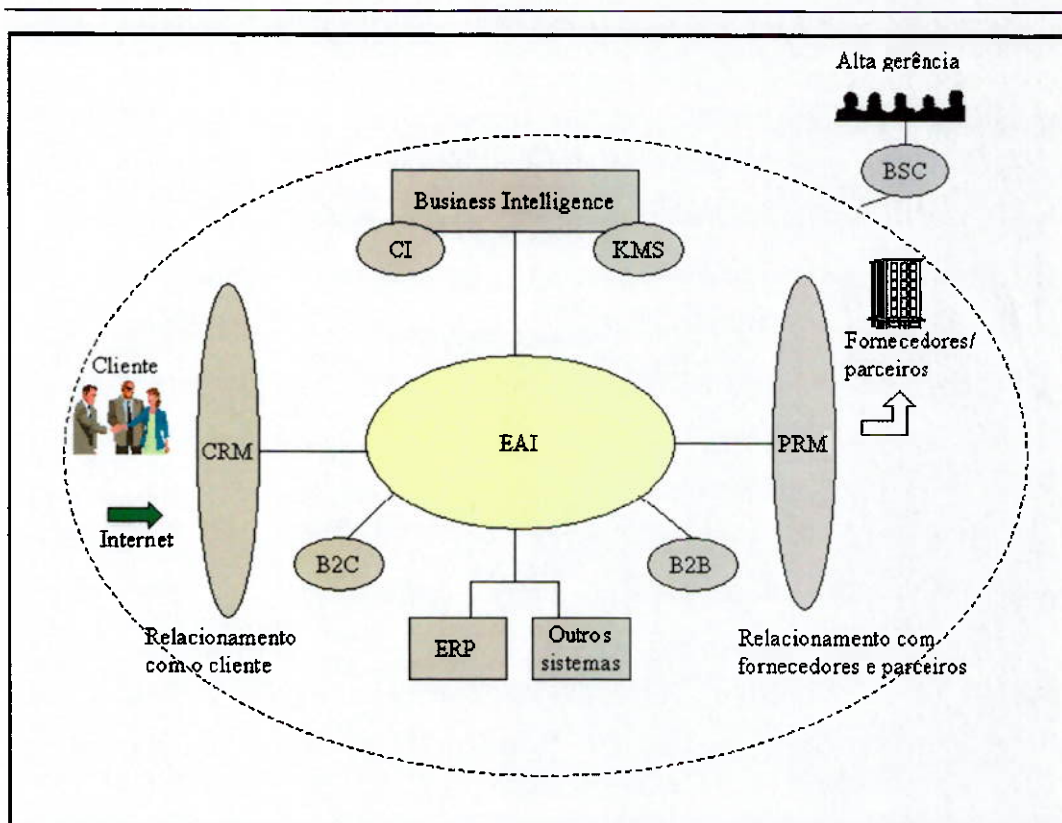 Alta gerência
BSC
Business Intelligence
CI
KMS
Fornecedores/
parceiros
Cliente
CRM
EAI
PRM
Internet
B2C
B2B
Relacionamento
com o cliente
ERP
Outros
sistemas
Relacionamento com
fornecedores e parceiros